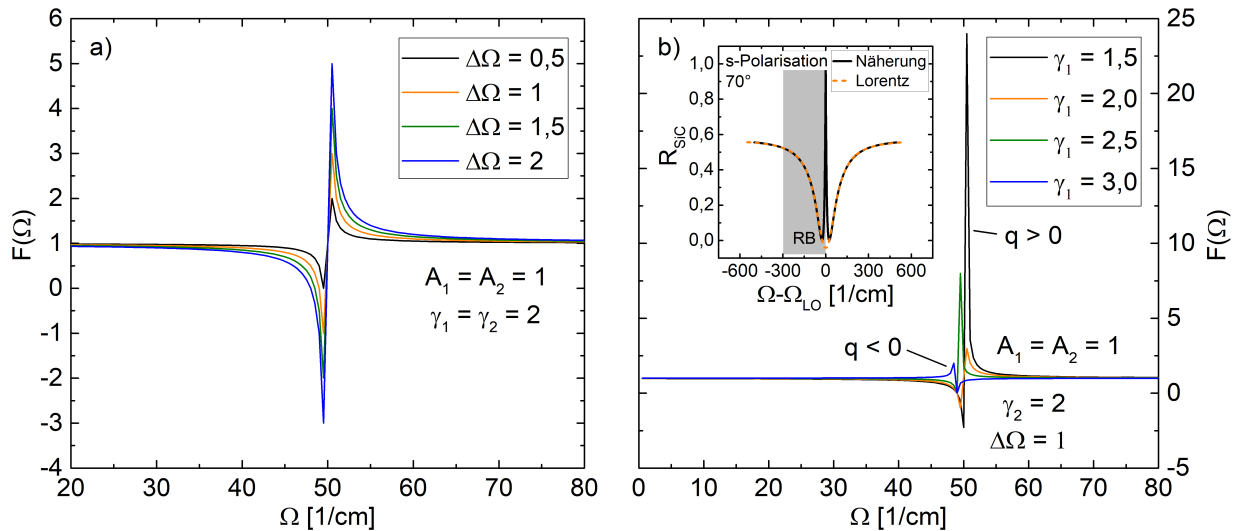 a)
6
5
4
3
2
1
0
-1
-2
-3
-4
F(Ω)
ΔΩ = 0,5
ΔΩ = 1
ΔΩ = 1,5
ΔΩ = 2
A₁ = A₂ = 1
γ₁ = γ₂ = 2
20 30 40 50 60 70 80
Ω [1/cm]
b)
s-Polarisation
70°
Näherung
Lorentz
1,0
0,8
0,6
0,4
0,2
0,0
R_SiC
RB
-600 -300 0 300 600
Ω-Ω_LO [1/cm]
γ₁ = 1,5
γ₁ = 2,0
γ₁ = 2,5
γ₁ = 3,0
q > 0
q < 0
A₁ = A₂ = 1
γ₂ = 2
ΔΩ = 1
25
20
15
10
5
0
-5
F(Ω)
0 10 20 30 40 50 60 70 80
Ω [1/cm]